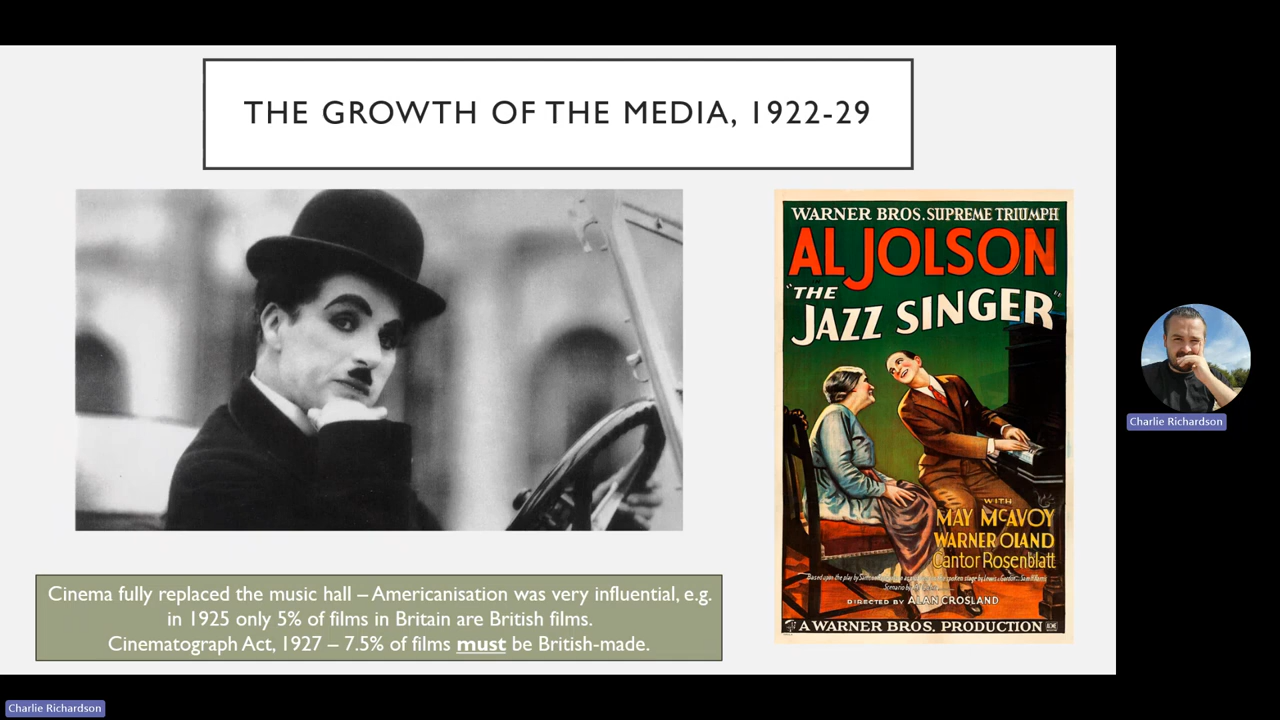 THE GROWTH OF THE MEDIA, 1922-29
WARNER BROS. SUPREME TRIUMPH
AL JOLSON
"THE
JAZZ SINGER"
WITH
MAY McAVOY
WARNER OLAND
Cantor Rosenblatt
DIRECTED BY ALAN CROSLAND
A WARNER BROS. PRODUCTION
Cinema fully replaced the music hall – Americanisation was very influential, e.g.
in 1925 only 5% of films in Britain are British films.
Cinematograph Act, 1927 – 7.5% of films must be British-made.
Charlie Richardson
Charlie Richardson